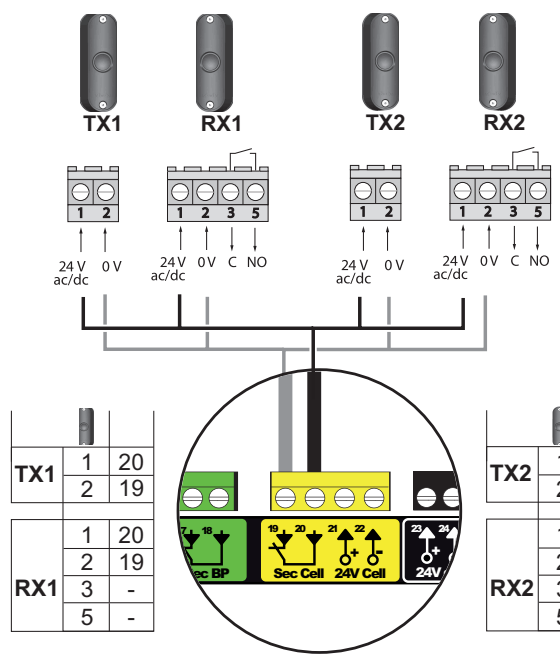 TX1 RX1 TX2 RX2
1 2 1 2 3 5 1 2 1 2 3 5
24 V ac/dc 0 V 24 V ac/dc 0 V C NO 24 V ac/dc 0 V 24 V ac/dc 0 V C NO
TX1 1 20
2 19
RX1 1 20
2 19
3 -
5 -
18 19 20 21 22 23 24
+ - +
BP Sec Cell 24V Cell 24V
TX2
RX2